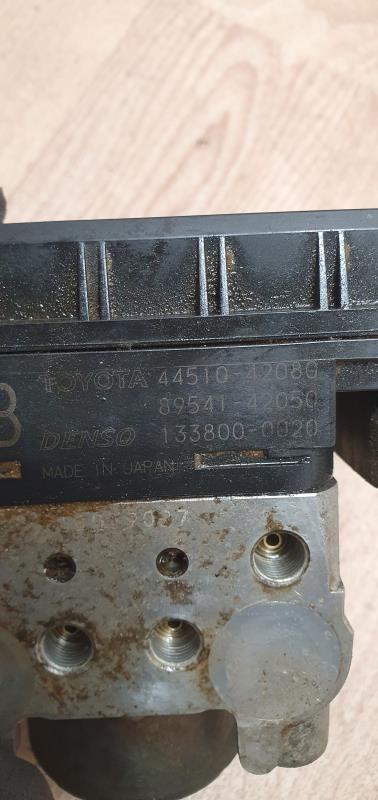 TOYOTA 44510-42080
89541-42050
B
DENSO 133800-0020
MADE IN JAPAN